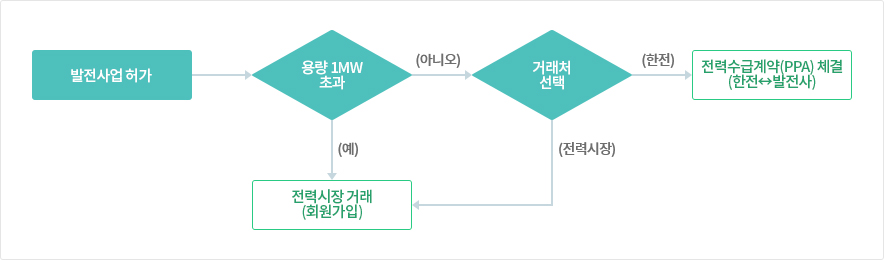 발전사업 허가
용량 1MW
초과
(아니오)
거래처
선택
(한전)
전력수급계약(PPA) 체결
(한전↔발전사)
(예)
(전력시장)
전력시장 거래
(회원가입)